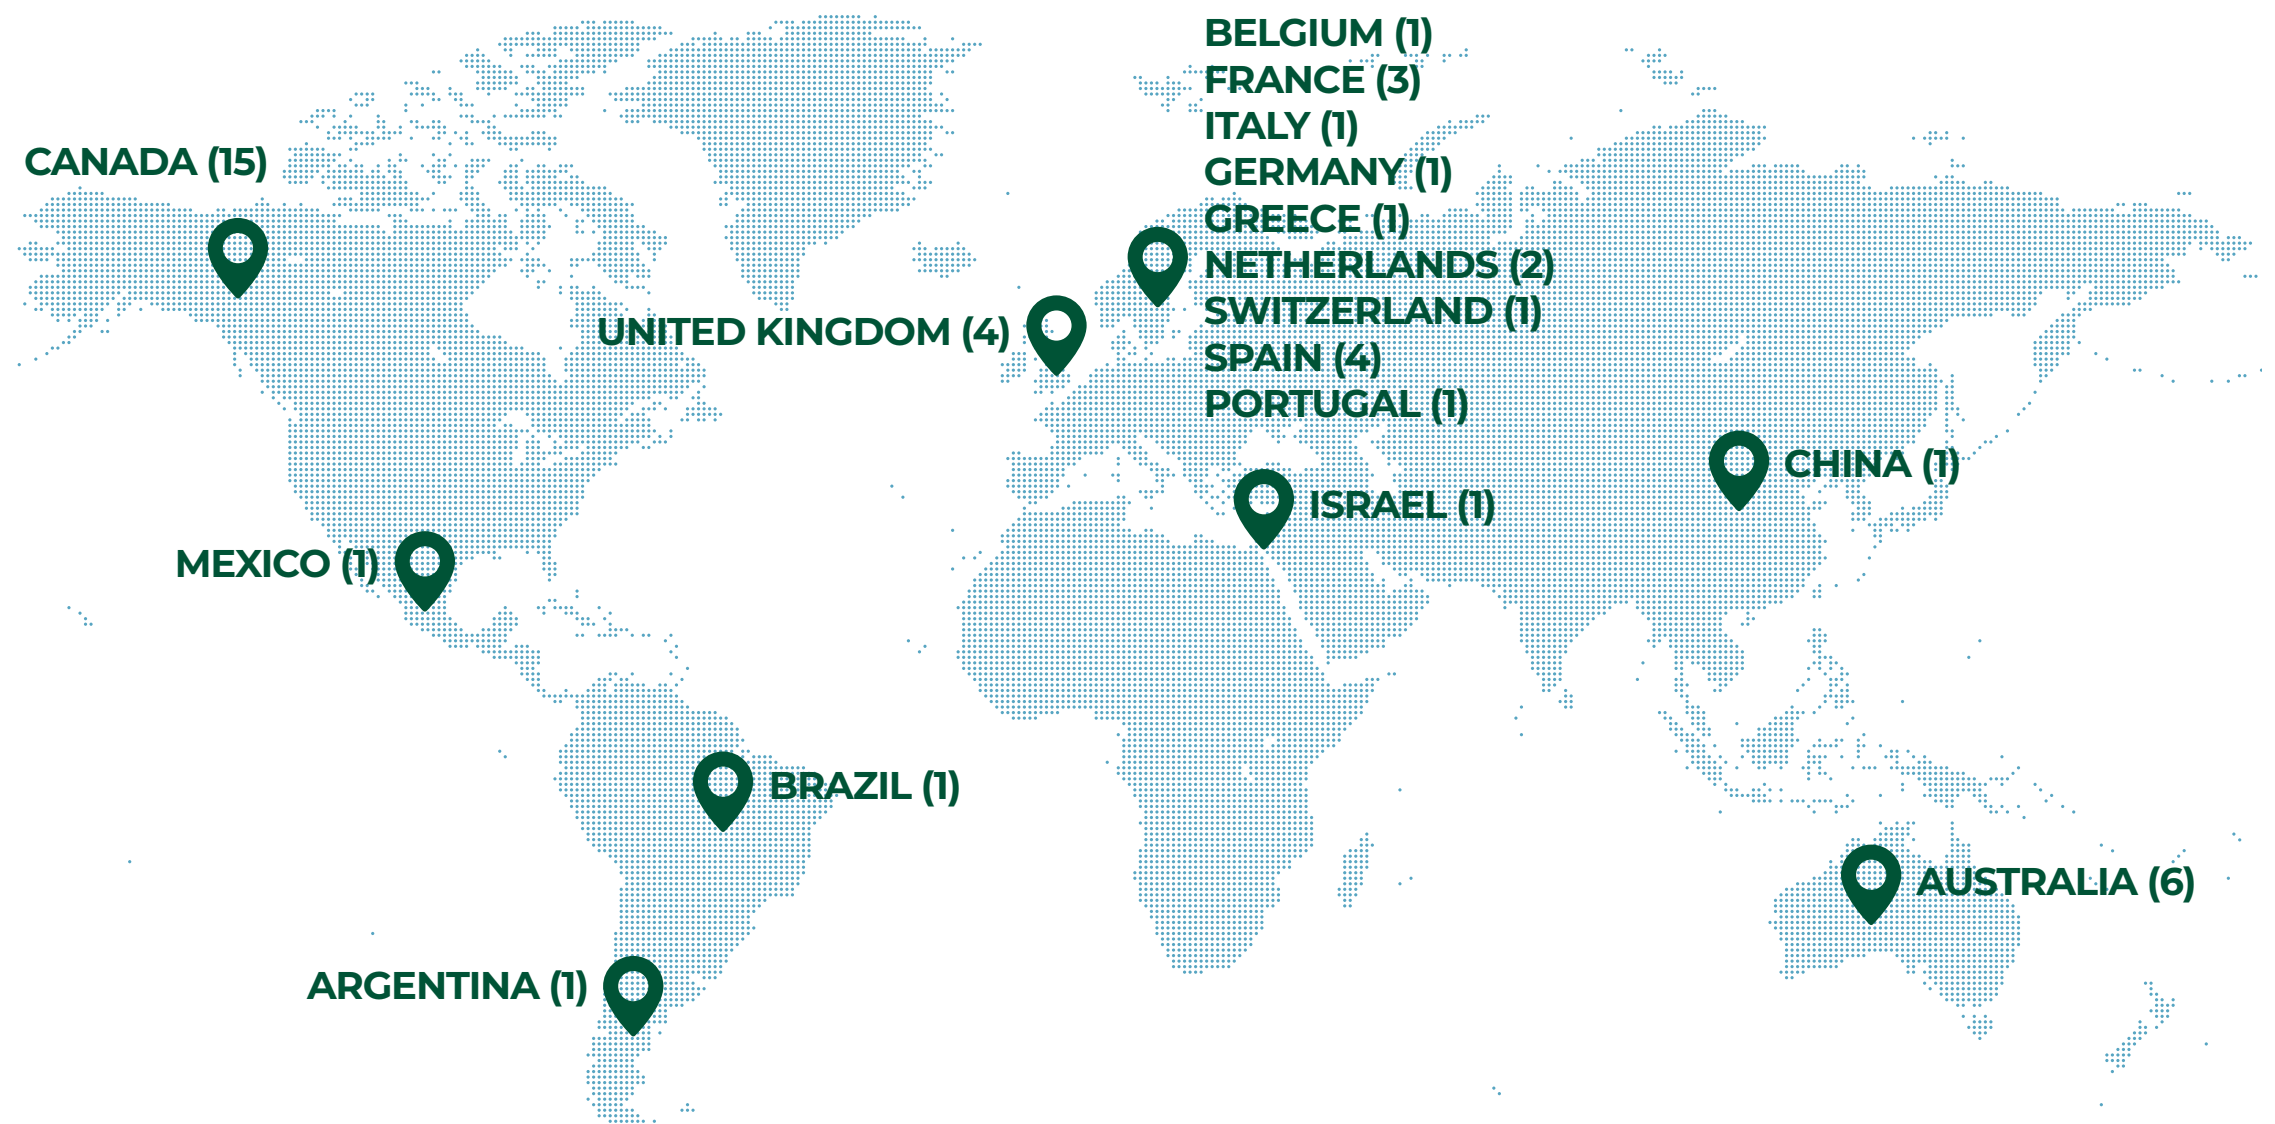 BELGIUM (1)
FRANCE (3)
ITALY (1)
GERMANY (1)
GREECE (1)
NETHERLANDS (2)
SWITZERLAND (1)
SPAIN (4)
PORTUGAL (1)
CANADA (15)
UNITED KINGDOM (4)
CHINA (1)
ISRAEL (1)
MEXICO (1)
BRAZIL (1)
AUSTRALIA (6)
ARGENTINA (1)